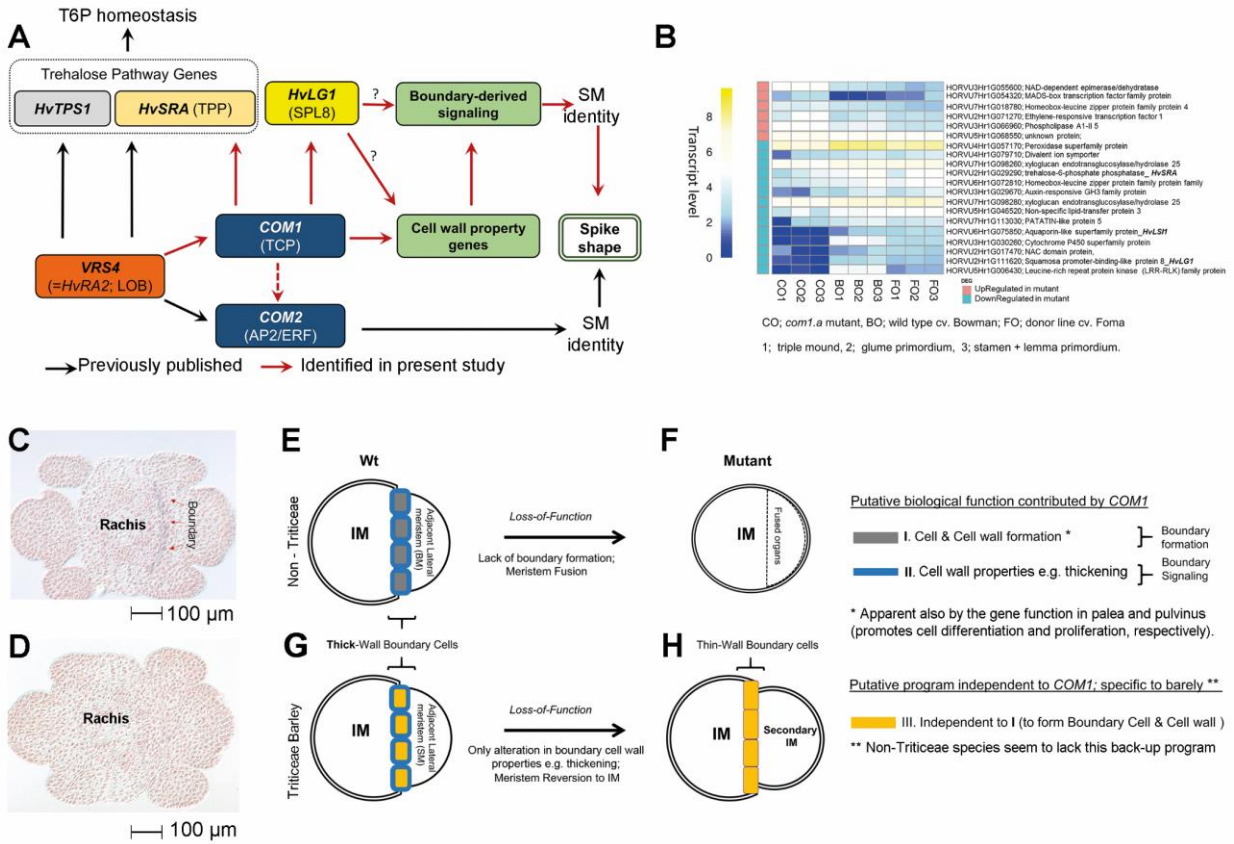 A
T6P homeostasis
Trehalose Pathway Genes
HvTPS1
HvSRA (TPP)
HvLG1
(SPL8)
?
?
Boundary-derived
signaling
SM
identity
COM1
(TCP)
Cell wall property
genes
Spike
shape
VRS4
(=HvRA2; LOB)
COM2
(AP2/ERF)
SM
identity
Previously published
Identified in present study
B
Transcript level
8
6
4
2
0
HORVU3Hr1G055600; NAD-dependent epimerase/dehydratase
HORVU1Hr1G054320; MADS-box transcription factor family protein
HORVU7Hr1G018780; Homeobox-leucine zipper protein family protein 4
HORVU2Hr1G071270; Ethylene-responsive transcription factor 1
HORVU3Hr1G066960; Phospholipase A1-II 5
HORVU5Hr1G068550; unknown protein;
HORVU4Hr1G057170; Peroxidase superfamily protein
HORVU4Hr1G079710; Divalent ion symporter
HORVU7Hr1G098260; xyloglucan endotransglucosylase/hydrolase 25
HORVU2Hr1G029290; trehalose-6-phosphate phosphatase_ HvSRA
HORVU6Hr1G072810; Homeobox-leucine zipper protein family protein family
HORVU3Hr1G029670; Auxin-responsive GH3 family protein
HORVU7Hr1G098280; xyloglucan endotransglucosylase/hydrolase 25
HORVU5Hr1G046520; Non-specific lipid-transfer protein 3
HORVU7Hr1G113030; PATATIN-like protein 5
HORVU6Hr1G075850; Aquaporin-like superfamily protein_HvLSI1
HORVU3Hr1G030260; Cytochrome P450 superfamily protein
HORVU2Hr1G017470; NAC domain protein,
HORVU2Hr1G111620; Squamosa promoter-binding-like protein 8_HvLG1
HORVU5Hr1G006430; Leucine-rich repeat protein kinase (LRR-RLK) family protein
CO1
CO2
CO3
BO1
BO2
BO3
FO1
FO2
FO3
DEG
UpRegulated in mutant
DownRegulated in mutant
CO; com1.a mutant, BO; wild type cv. Bowman; FO; donor line cv. Foma
1; triple mound, 2; glume primordium, 3; stamen + lemma primordium.
C
Rachis
Boundary
100 µm
D
Rachis
100 µm
E
Wt
Non - Triticeae
IM
Adjacent Lateral
meristem (BM)
Loss-of-Function
Lack of boundary formation;
Meristem Fusion
F
Mutant
IM
Fused organs
Putative biological function contributed by COM1
I. Cell & Cell wall formation *
Boundary
formation
II. Cell wall properties e.g. thickening
Boundary
Signaling
* Apparent also by the gene function in palea and pulvinus
(promotes cell differentiation and proliferation, respectively).
G
Thick-Wall Boundary Cells
Triticeae Barley
IM
Adjacent Lateral
meristem (SM)
Loss-of-Function
Only alteration in boundary cell wall
properties e.g. thickening;
Meristem Reversion to IM
H
Thin-Wall Boundary cells
IM
Secondary
IM
Putative program independent to COM1; specific to barely **
III. Independent to I (to form Boundary Cell & Cell wall )
** Non-Triticeae species seem to lack this back-up program